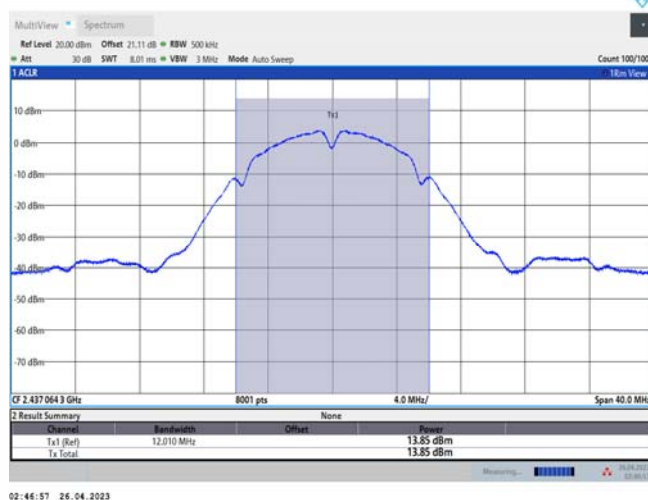 MultiView Spectrum
Ref Level 20.00 dBm Offset 21.11 dB RBW 500 kHz
Att 30 dB SWT 8.01 ms VBW 3 MHz Mode Auto Sweep Count 100/100
1 ACLR 1Rm View
Tx1
10 dBm
0 dBm
-10 dBm
-20 dBm
-30 dBm
-40 dBm
-50 dBm
-60 dBm
-70 dBm
CF 2.437 064 3 GHz 8001 pts 4.0 MHz/ Span 40.0 MHz
2 Result Summary None
Channel Bandwidth Offset Power
Tx1 (Ref) 12.010 MHz 13.85 dBm
Tx Total 13.85 dBm
Measuring...
02:46:57 26.04.2023